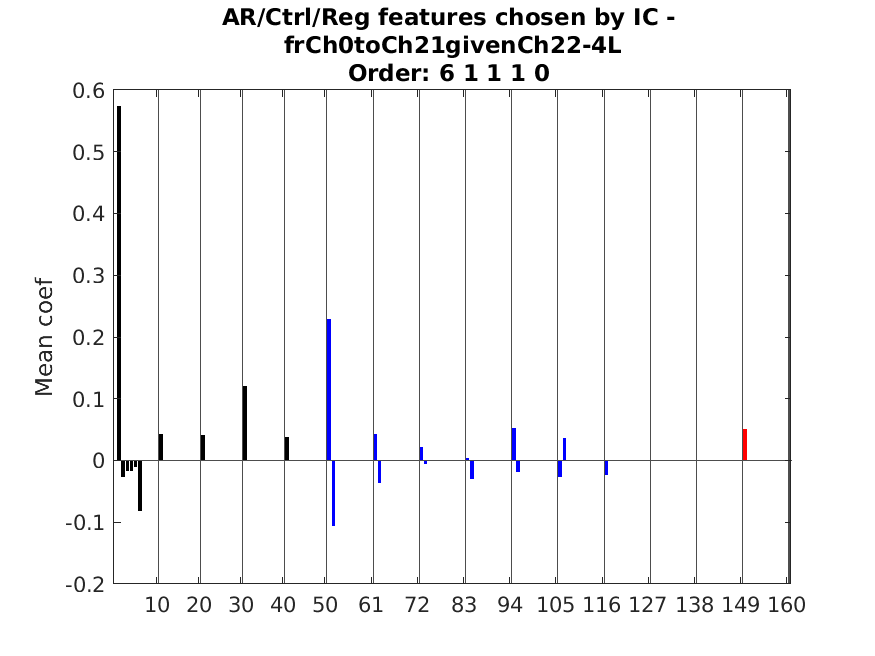 AR/Ctrl/Reg features chosen by IC -
frCh0toCh21givenCh22-4L
Order: 6 1 1 1 0
0.6
0.5
0.4
0.3
0.2
0.1
0
-0.1
-0.2
Mean coef
10 20 30 40 50 61 72 83 94 105 116 127 138 149 160